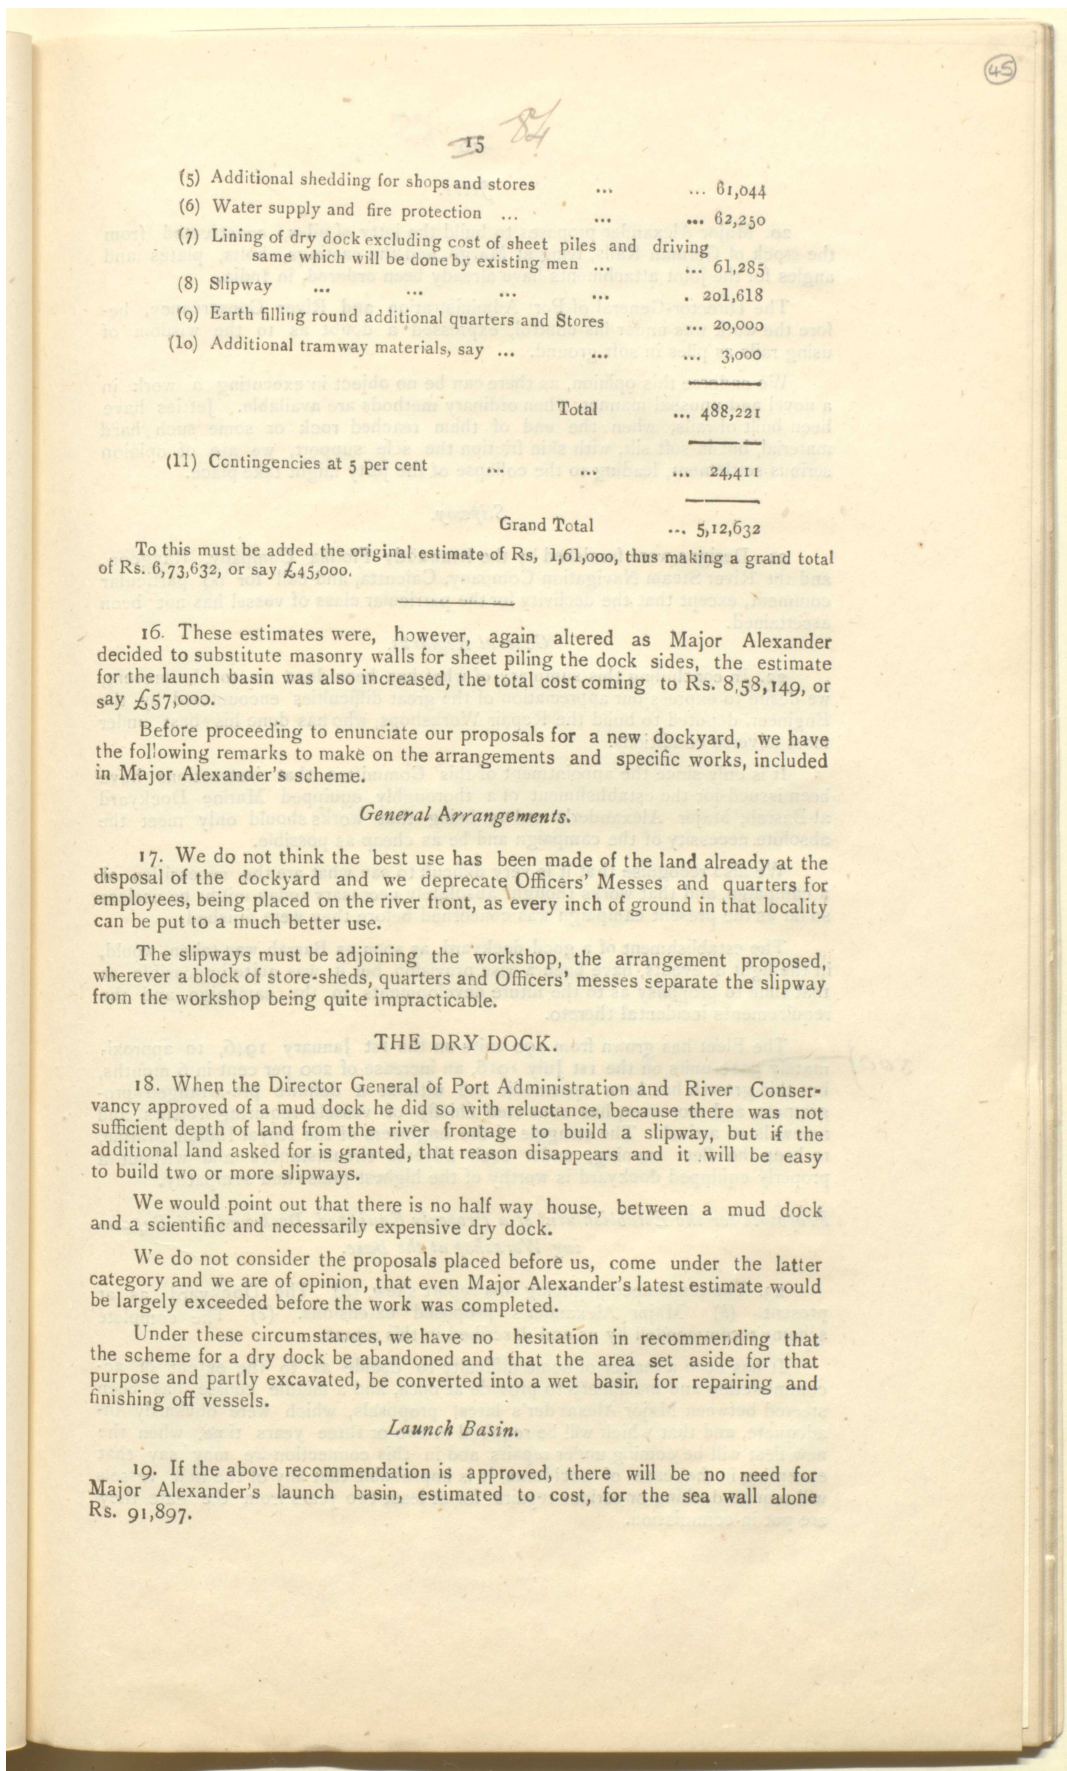 45
15 84
(5) Additional shedding for shops and stores ... ... 61,044
(6) Water supply and fire protection ... ... ... 62,250
(7) Lining of dry dock excluding cost of sheet piles and driving
same which will be done by existing men ... ... 61,285
(8) Slipway ... ... ... ... . 201,618
(9) Earth filling round additional quarters and Stores ... 20,000
(10) Additional tramway materials, say ... ... ... 3,000
Total ... 488,221
(11) Contingencies at 5 per cent ... ... ... 24,411
Grand Total ... 5,12,632
To this must be added the original estimate of Rs, 1,61,000, thus making a grand total
of Rs. 6,73,632, or say £45,000.
16. These estimates were, however, again altered as Major Alexander
decided to substitute masonry walls for sheet piling the dock sides, the estimate
for the launch basin was also increased, the total cost coming to Rs. 8,58,149, or
say £57,000.
Before proceeding to enunciate our proposals for a new dockyard, we have
the following remarks to make on the arrangements and specific works, included
in Major Alexander's scheme.
General Arrangements.
17. We do not think the best use has been made of the land already at the
disposal of the dockyard and we deprecate Officers' Messes and quarters for
employees, being placed on the river front, as every inch of ground in that locality
can be put to a much better use.
The slipways must be adjoining the workshop, the arrangement proposed,
wherever a block of store-sheds, quarters and Officers' messes separate the slipway
from the workshop being quite impracticable.
THE DRY DOCK.
18. When the Director General of Port Administration and River Conser-
vancy approved of a mud dock he did so with reluctance, because there was not
sufficient depth of land from the river frontage to build a slipway, but if the
additional land asked for is granted, that reason disappears and it will be easy
to build two or more slipways.
We would point out that there is no half way house, between a mud dock
and a scientific and necessarily expensive dry dock.
We do not consider the proposals placed before us, come under the latter
category and we are of opinion, that even Major Alexander's latest estimate would
be largely exceeded before the work was completed.
Under these circumstances, we have no hesitation in recommending that
the scheme for a dry dock be abandoned and that the area set aside for that
purpose and partly excavated, be converted into a wet basin for repairing and
finishing off vessels.
Launch Basin.
19. If the above recommendation is approved, there will be no need for
Major Alexander's launch basin, estimated to cost, for the sea wall alone
Rs. 91,897.